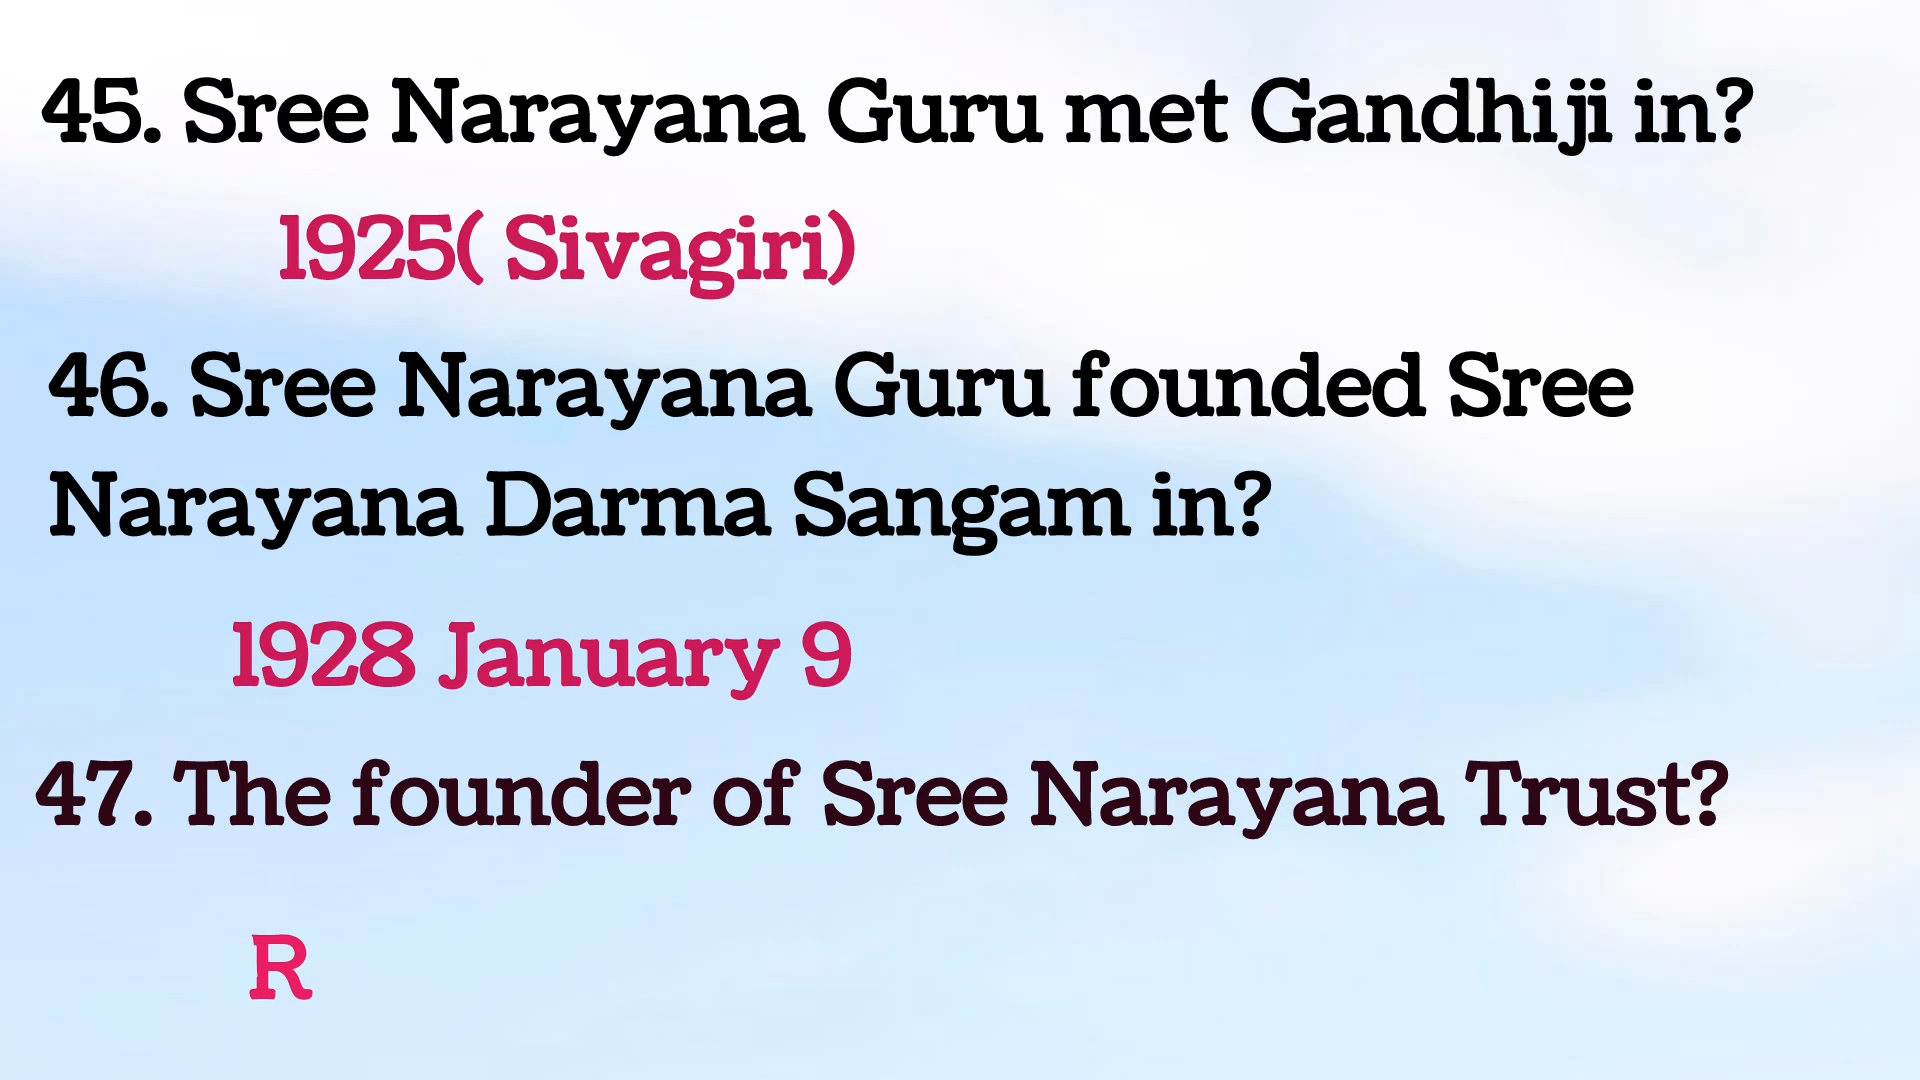 45. Sree Narayana Guru met Gandhiji in?
1925( Sivagiri)
46. Sree Narayana Guru founded Sree
Narayana Darma Sangam in?
1928 January 9
47. The founder of Sree Narayana Trust?
R